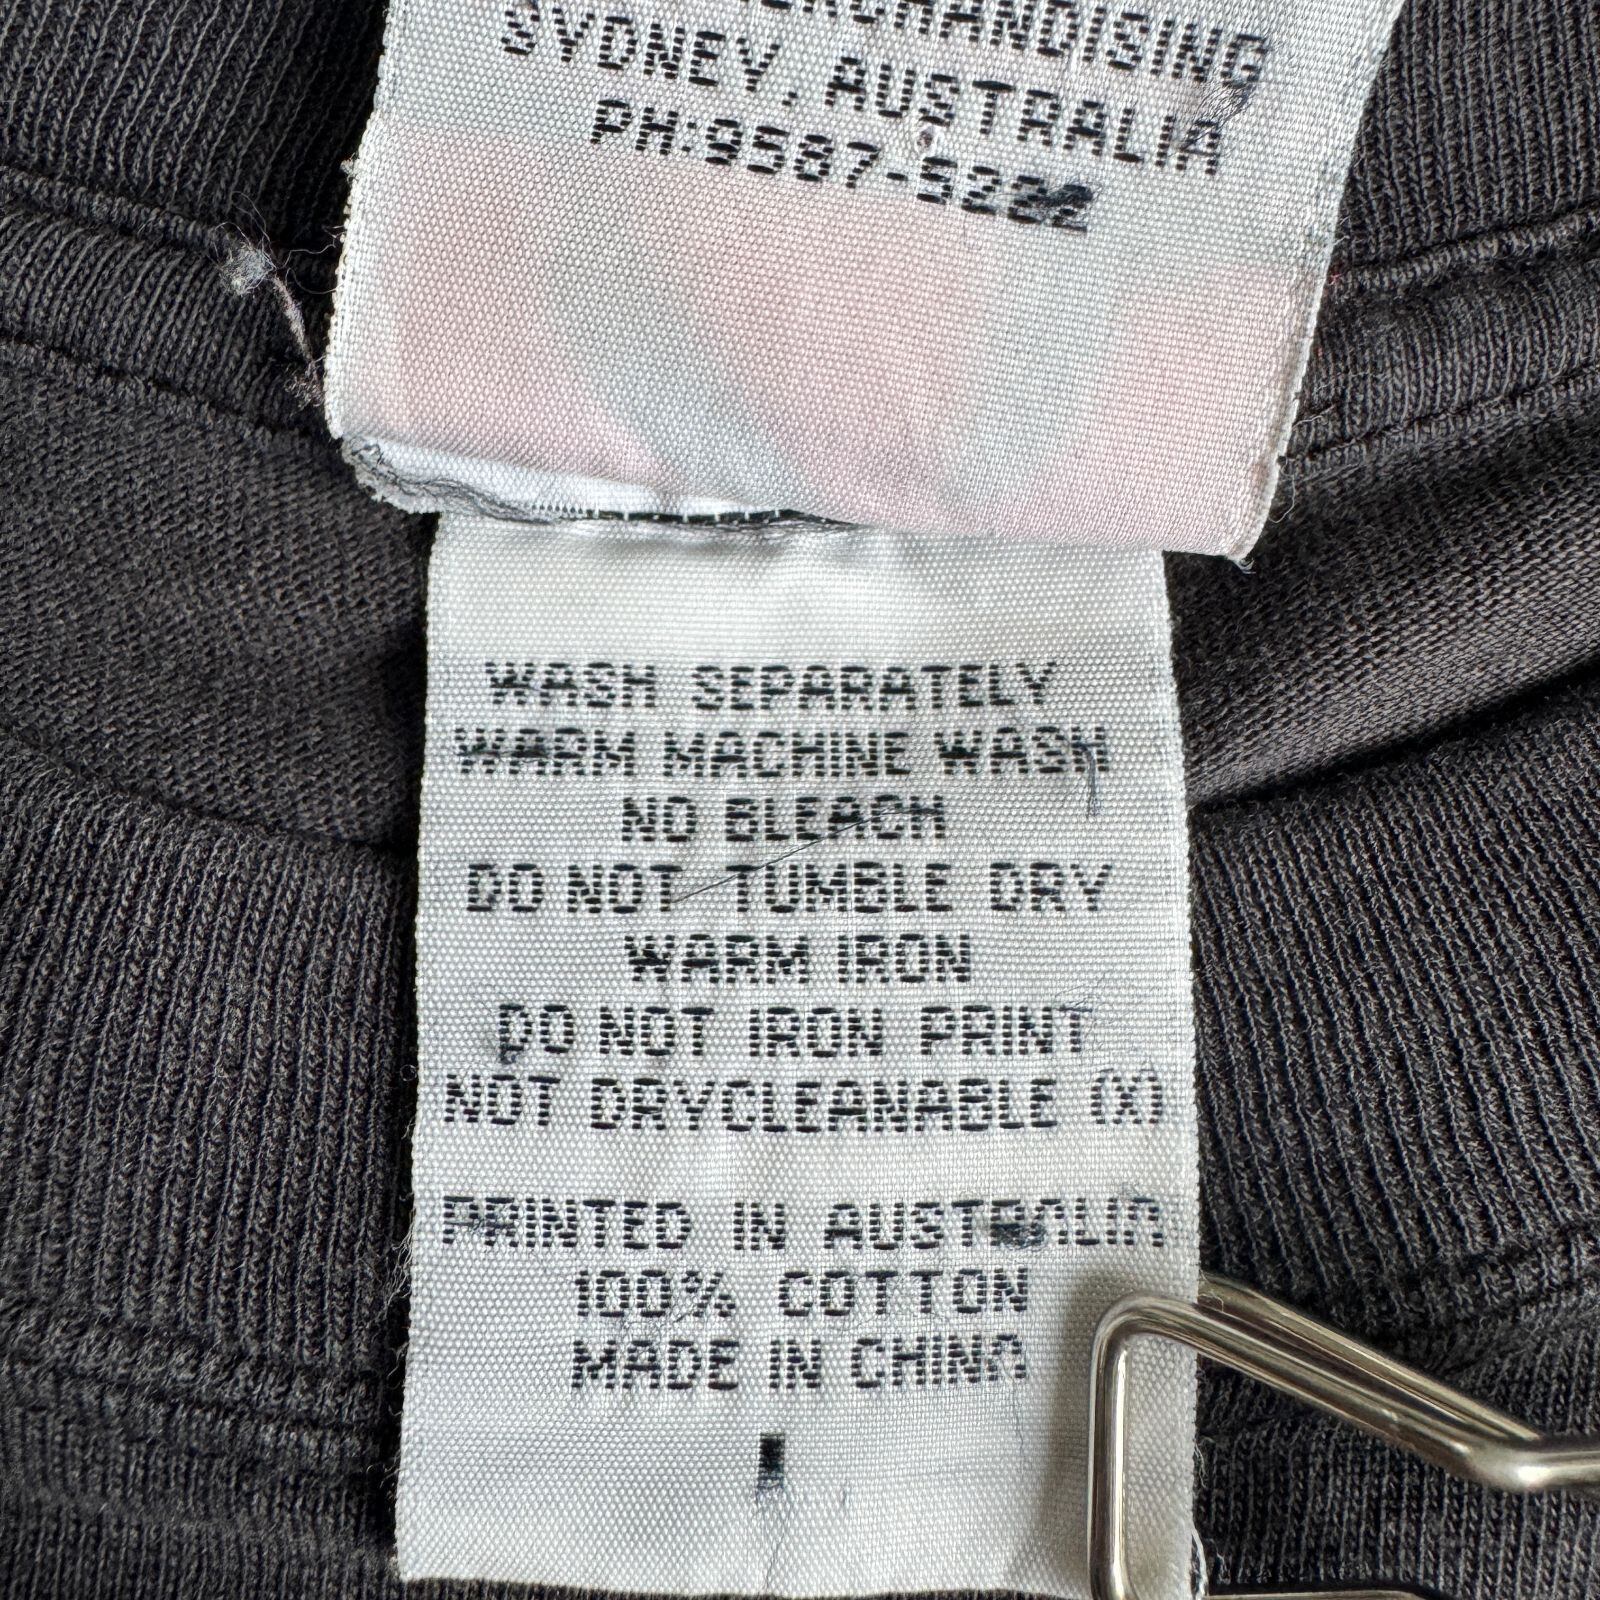 MERCHANDISING
SYDNEY, AUSTRALIA
PH:9587-5222
WASH SEPARATELY
WARM MACHINE WASH
NO BLEACH
DO NOT TUMBLE DRY
WARM IRON
DO NOT IRON PRINT
NOT DRYCLEANABLE (X)
PRINTED IN AUSTRALIA
100% COTTON
MADE IN CHINA